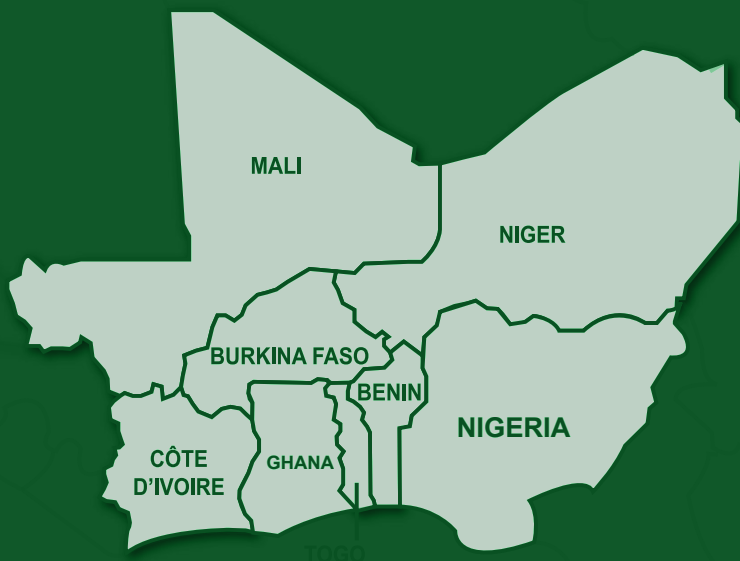 MALI
NIGER
BURKINA FASO
BENIN
NIGERIA
CÔTE
D'IVOIRE
GHANA
TOGO